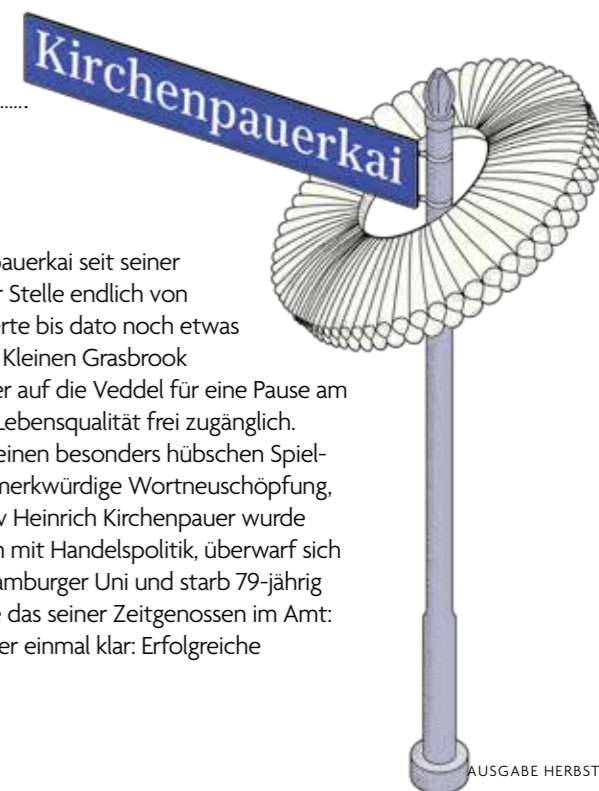 Kirchenpauerkai
pauerkai seit seiner
r Stelle endlich von
erte bis dato noch etwas
Kleinen Grasbrook
er auf die Veddel für eine Pause am
Lebensqualität frei zugänglich.
einen besonders hübschen Spiel-
merkwürdige Wortneuschöpfung,
v Heinrich Kirchenpauer wurde
n mit Handelspolitik, überwarf sich
amburger Uni und starb 79-jährig
e das seiner Zeitgenossen im Amt:
er einmal klar: Erfolgreiche
AUSGABE HERBST